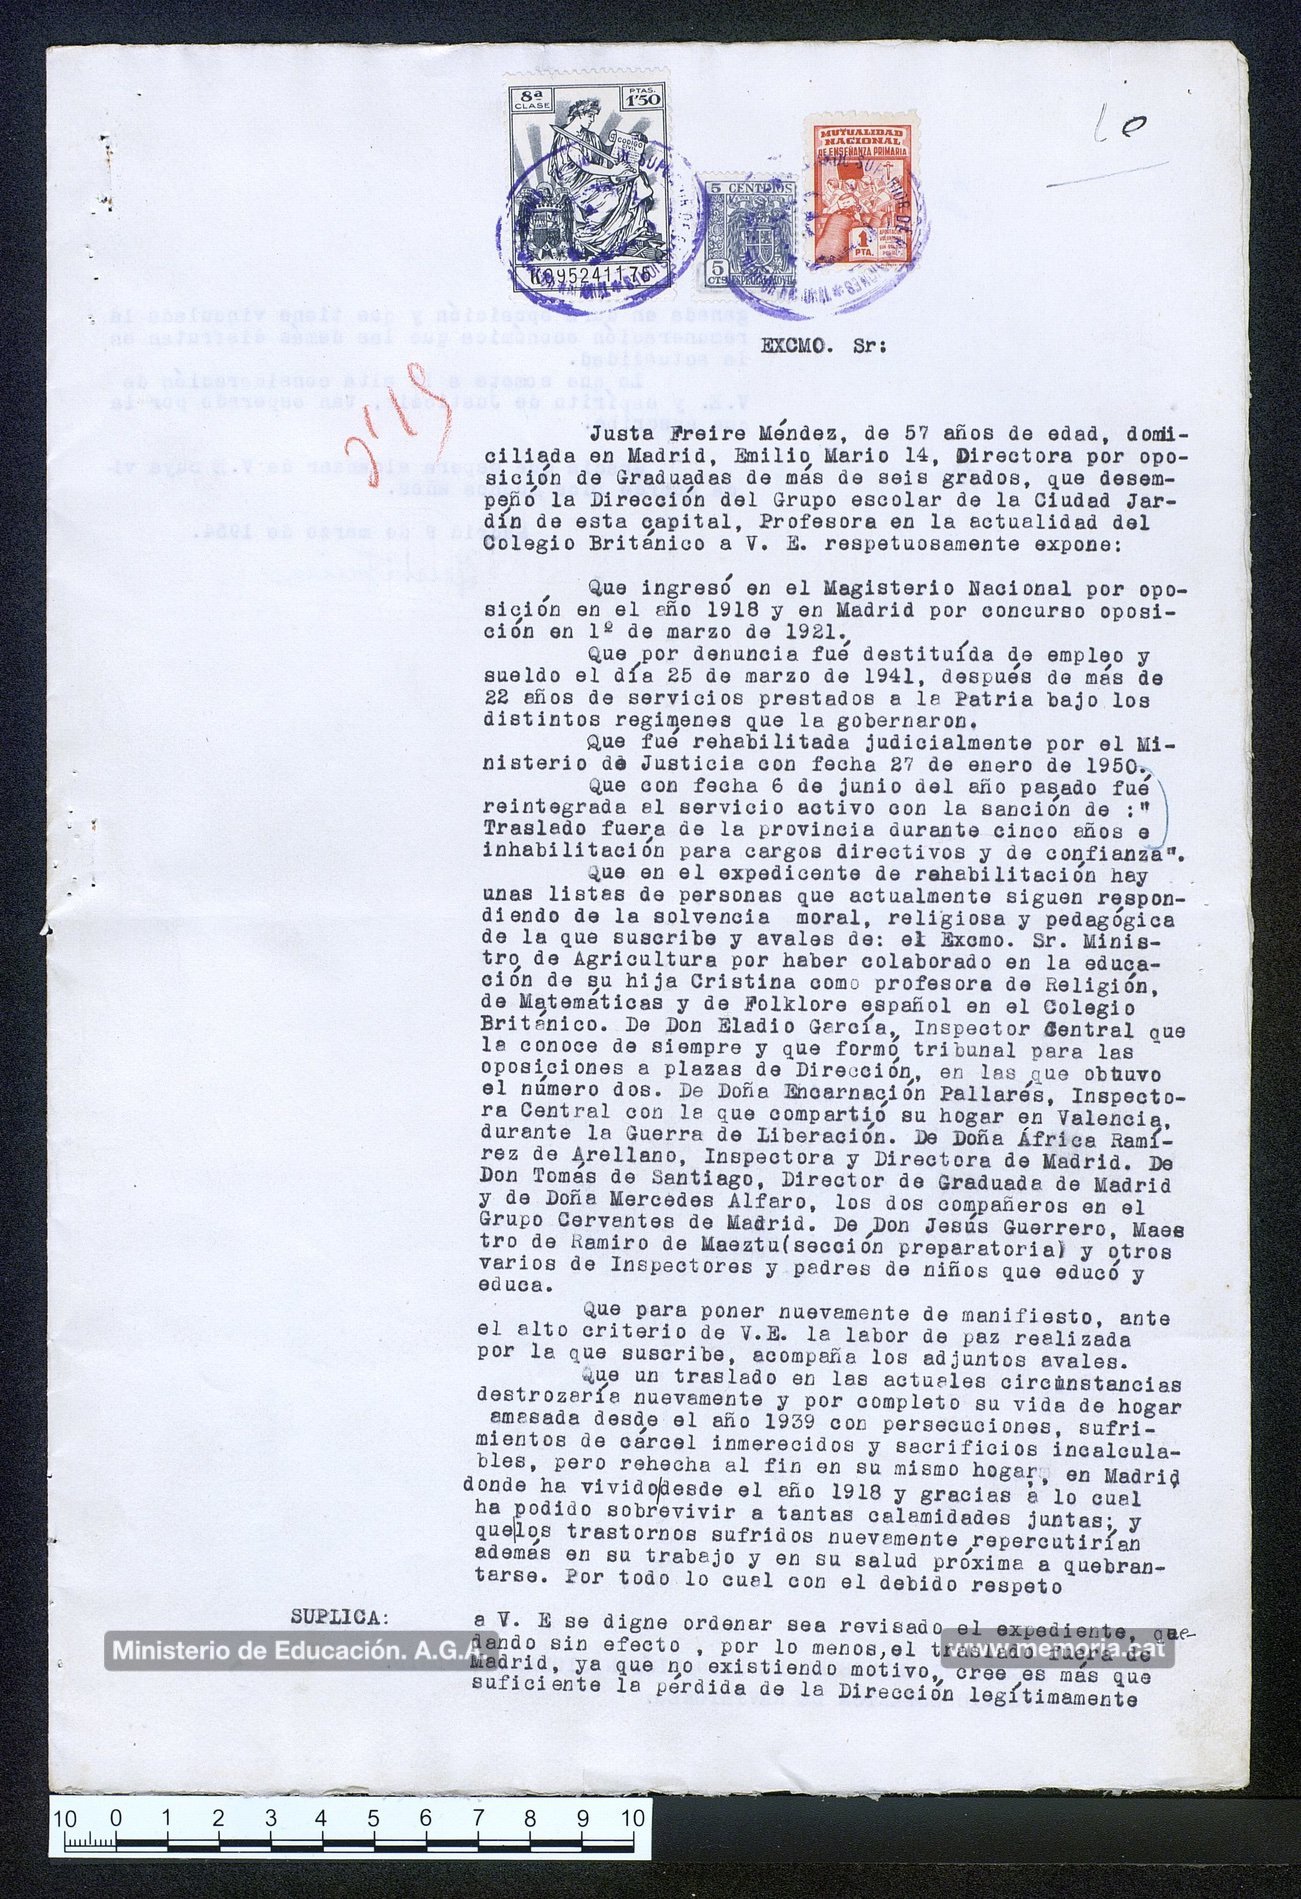 8ª
CLASE
PTAS.
1'50
CODIGO
CIVIL
K095241176
5 CENTIMOS
5
CTS
ESPECIAL MOVIL
MUTUALIDAD
NACIONAL
DE ENSEÑANZA PRIMARIA
1
PTA.
EXCMO. Sr:
Justa Freire Méndez, de 57 años de edad, domi-
ciliada en Madrid, Emilio Mario 14, Directora por opo-
sición de Graduadas de más de seis grados, que desem-
peñó la Dirección del Grupo escolar de la Ciudad Jar-
dín de esta capital, Profesora en la actualidad del
Colegio Británico a V. E. respetuosamente expone:
Que ingresó en el Magisterio Nacional por opo-
sición en el año 1918 y en Madrid por concurso oposi-
ción en 1º de marzo de 1921.
Que por denuncia fué destituída de empleo y
sueldo el día 25 de marzo de 1941, después de más de
22 años de servicios prestados a la Patria bajo los
distintos regimenes que la gobernaron.
Que fué rehabilitada judicialmente por el Mi-
nisterio de Justicia con fecha 27 de enero de 1950.
Que con fecha 6 de junio del año pasado fué
reintegrada al servicio activo con la sanción de :"
Traslado fuera de la provincia durante cinco años e
inhabilitación para cargos directivos y de confianza".
Que en el expedicente de rehabilitación hay
unas listas de personas que actualmente siguen respon-
diendo de la solvencia moral, religiosa y pedagógica
de la que suscribe y avales de: el Excmo. Sr. Minis-
tro de Agricultura por haber colaborado en la educa-
ción de su hija Cristina como profesora de Religión,
de Matemáticas y de Folklore español en el Colegio
Británico. De Don Eladio García, Inspector Central que
la conoce de siempre y que formó tribunal para las
oposiciones a plazas de Dirección, en las que obtuvo
el número dos. De Doña Encarnación Pallarés, Inspecto-
ra Central con la que compartió su hogar en Valencia,
durante la Guerra de Liberación. De Doña África Ramí-
rez de Arellano, Inspectora y Directora de Madrid. De
Don Tomás de Santiago, Director de Graduada de Madrid
y de Doña Mercedes Alfaro, los dos compañeros en el
Grupo Cervantes de Madrid. De Don Jesús Guerrero, Maes
tro de Ramiro de Maeztu(sección preparatoria) y otros
varios de Inspectores y padres de niños que educó y
educa.
Que para poner nuevamente de manifiesto, ante
el alto criterio de V.E. la labor de paz realizada
por la que suscribe, acompaña los adjuntos avales.
Que un traslado en las actuales circunstancias
destrozaría nuevamente y por completo su vida de hogar
amasada desde el año 1939 con persecuciones, sufri-
mientos de cárcel inmerecidos y sacrificios incalcula-
bles, pero rehecha al fin en su mismo hogar, en Madrid
donde ha vivido desde el año 1918 y gracias a lo cual
ha podido sobrevivir a tantas calamidades juntas; y
que los trastornos sufridos nuevamente repercutirían
además en su trabajo y en su salud próxima a quebran-
tarse. Por todo lo cual con el debido respeto
SUPLICA: a V. E se digne ordenar sea revisado el expediente, que-
dando sin efecto , por lo menos,el traslado fuera de
Madrid, ya que no existiendo motivo, cree es más que
suficiente la pérdida de la Dirección legítimamente
Ministerio de Educación. A.G.A.
www.memoria.cat
10 0 1 2 3 4 5 6 7 8 9 10